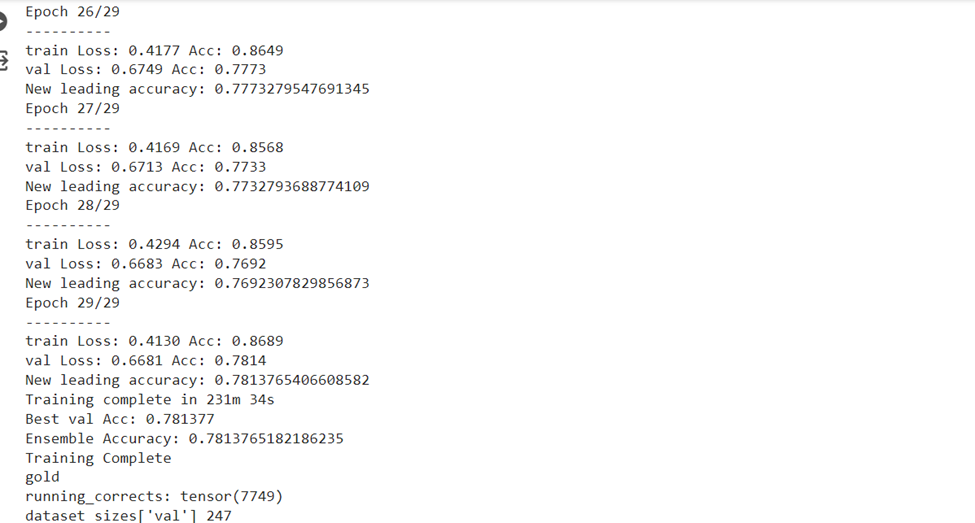 Epoch 26/29
----------
train Loss: 0.4177 Acc: 0.8649
val Loss: 0.6749 Acc: 0.7773
New leading accuracy: 0.7773279547691345
Epoch 27/29
----------
train Loss: 0.4169 Acc: 0.8568
val Loss: 0.6713 Acc: 0.7733
New leading accuracy: 0.7732793688774109
Epoch 28/29
----------
train Loss: 0.4294 Acc: 0.8595
val Loss: 0.6683 Acc: 0.7692
New leading accuracy: 0.7692307829856873
Epoch 29/29
----------
train Loss: 0.4130 Acc: 0.8689
val Loss: 0.6681 Acc: 0.7814
New leading accuracy: 0.7813765406608582
Training complete in 231m 34s
Best val Acc: 0.781377
Ensemble Accuracy: 0.7813765182186235
Training Complete
gold
running_corrects: tensor(7749)
dataset sizes['val'] 247